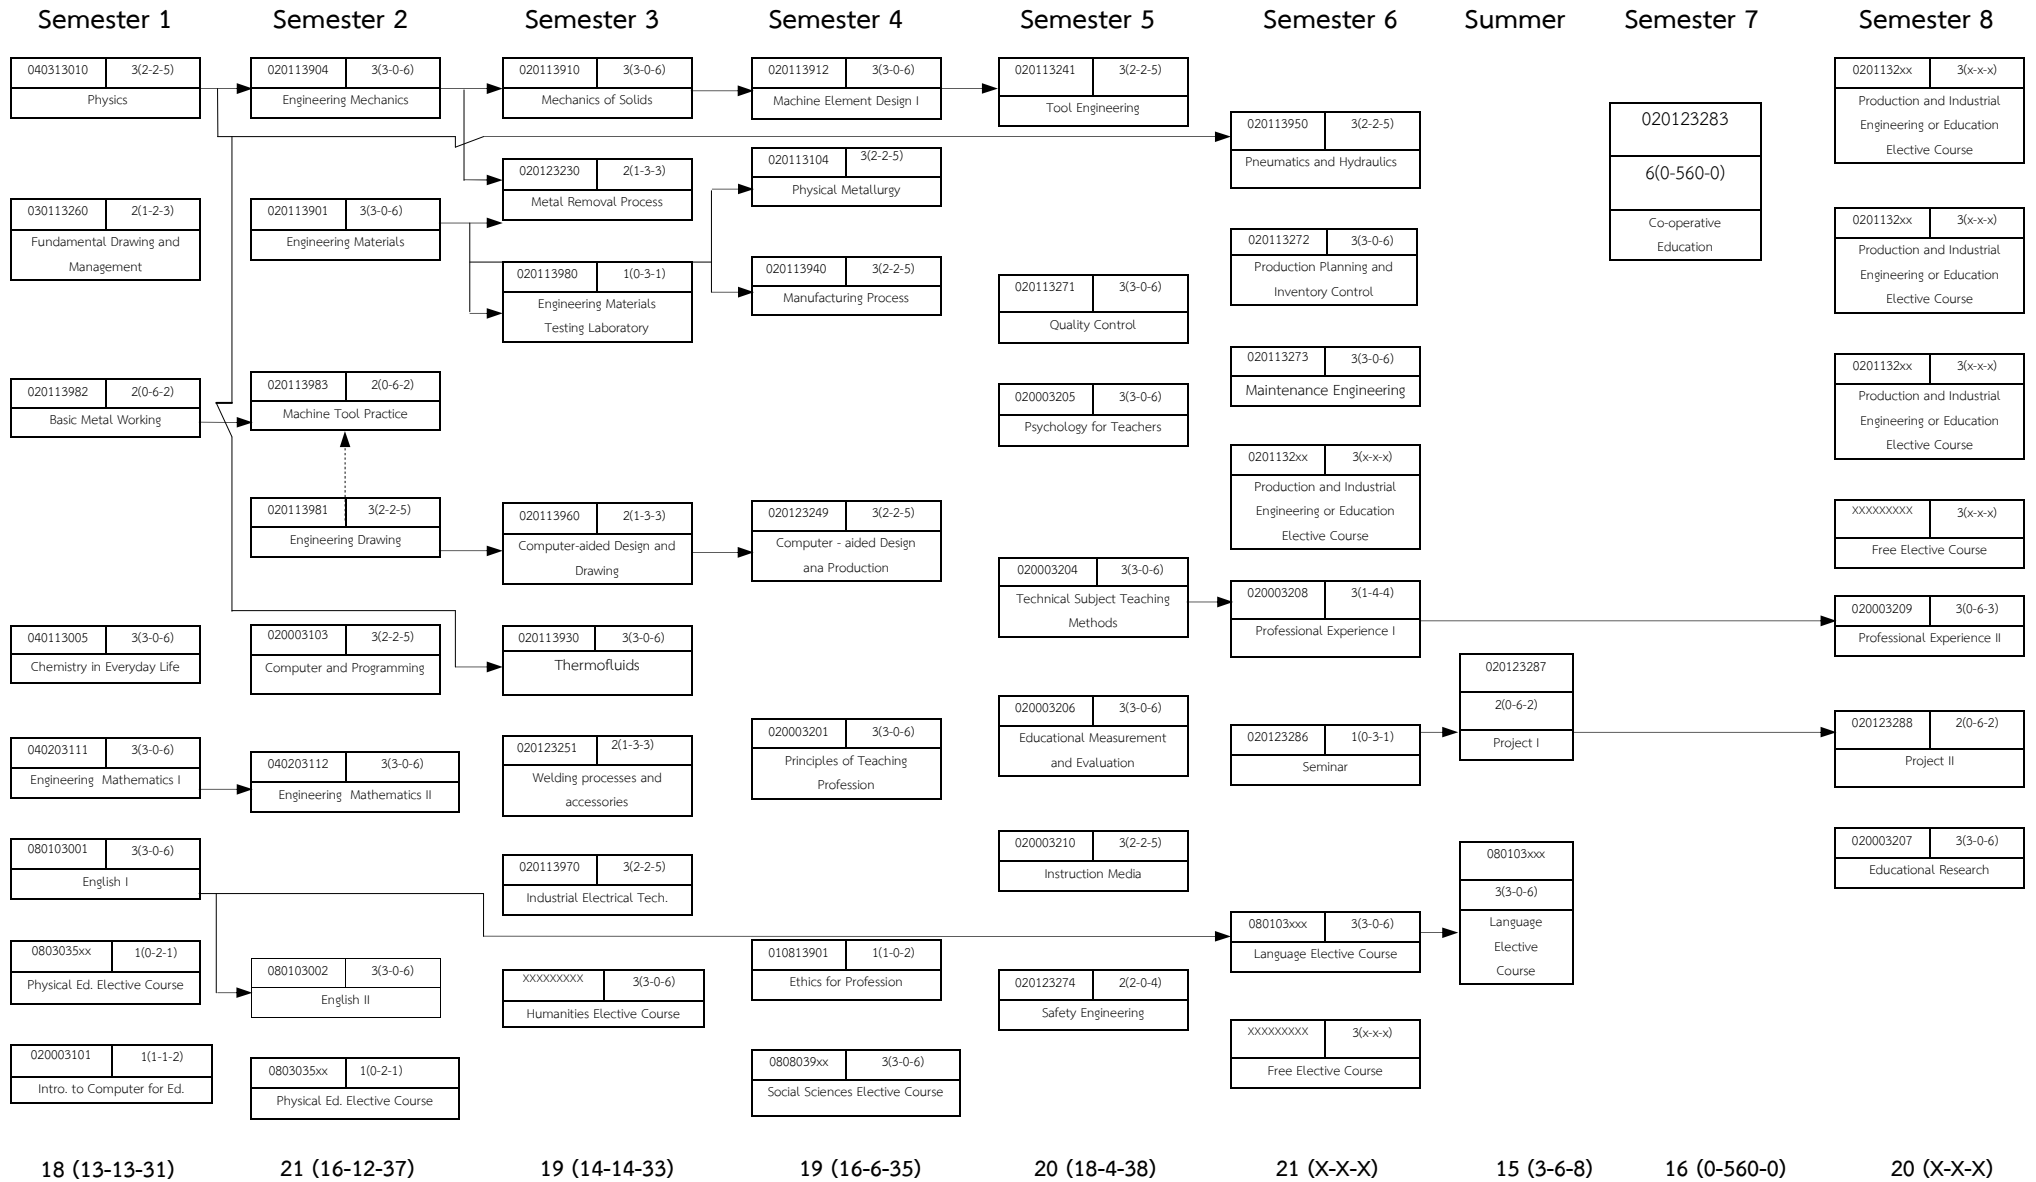 Semester 1
Semester 2
Semester 3
Semester 4
Semester 5
Semester 6
Summer
Semester 7
Semester 8
040313010 3(2-2-5)
Physics
030113260 2(1-2-3)
Fundamental Drawing and
Management
020113982 2(0-6-2)
Basic Metal Working
040113005 3(3-0-6)
Chemistry in Everyday Life
040203111 3(3-0-6)
Engineering Mathematics I
080103001 3(3-0-6)
English I
0803035xx 1(0-2-1)
Physical Ed. Elective Course
020003101 1(1-1-2)
Intro. to Computer for Ed.
18 (13-13-31)
020113904 3(3-0-6)
Engineering Mechanics
020113901 3(3-0-6)
Engineering Materials
020113983 2(0-6-2)
Machine Tool Practice
020113981 3(2-2-5)
Engineering Drawing
020003103 3(2-2-5)
Computer and Programming
040203112 3(3-0-6)
Engineering Mathematics II
080103002 3(3-0-6)
English II
0803035xx 1(0-2-1)
Physical Ed. Elective Course
21 (16-12-37)
020113910 3(3-0-6)
Mechanics of Solids
020123230 2(1-3-3)
Metal Removal Process
020113980 1(0-3-1)
Engineering Materials
Testing Laboratory
020113960 2(1-3-3)
Computer-aided Design and
Drawing
020113930 3(3-0-6)
Thermofluids
020123251 2(1-3-3)
Welding processes and
accessories
020113970 3(2-2-5)
Industrial Electrical Tech.
XXXXXXXXX 3(3-0-6)
Humanities Elective Course
19 (14-14-33)
020113912 3(3-0-6)
Machine Element Design I
020113104 3(2-2-5)
Physical Metallurgy
020113940 3(2-2-5)
Manufacturing Process
020123249 3(2-2-5)
Computer - aided Design
ana Production
020003201 3(3-0-6)
Principles of Teaching
Profession
010813901 1(1-0-2)
Ethics for Profession
0808039xx 3(3-0-6)
Social Sciences Elective Course
19 (16-6-35)
020113241 3(2-2-5)
Tool Engineering
020113271 3(3-0-6)
Quality Control
020003205 3(3-0-6)
Psychology for Teachers
020003204 3(3-0-6)
Technical Subject Teaching
Methods
020003206 3(3-0-6)
Educational Measurement
and Evaluation
020003210 3(2-2-5)
Instruction Media
020123274 2(2-0-4)
Safety Engineering
20 (18-4-38)
020113950 3(2-2-5)
Pneumatics and Hydraulics
020113272 3(3-0-6)
Production Planning and
Inventory Control
020113273 3(3-0-6)
Maintenance Engineering
0201132xx 3(x-x-x)
Production and Industrial
Engineering or Education
Elective Course
020003208 3(1-4-4)
Professional Experience I
020123286 1(0-3-1)
Seminar
080103xxx 3(3-0-6)
Language Elective Course
XXXXXXXXX 3(x-x-x)
Free Elective Course
21 (X-X-X)
020123287
2(0-6-2)
Project I
080103xxx
3(3-0-6)
Language
Elective
Course
15 (3-6-8)
020123283
6(0-560-0)
Co-operative
Education
16 (0-560-0)
0201132xx 3(x-x-x)
Production and Industrial
Engineering or Education
Elective Course
0201132xx 3(x-x-x)
Production and Industrial
Engineering or Education
Elective Course
0201132xx 3(x-x-x)
Production and Industrial
Engineering or Education
Elective Course
XXXXXXXXX 3(x-x-x)
Free Elective Course
020003209 3(0-6-3)
Professional Experience II
020123288 2(0-6-2)
Project II
020003207 3(3-0-6)
Educational Research
20 (X-X-X)